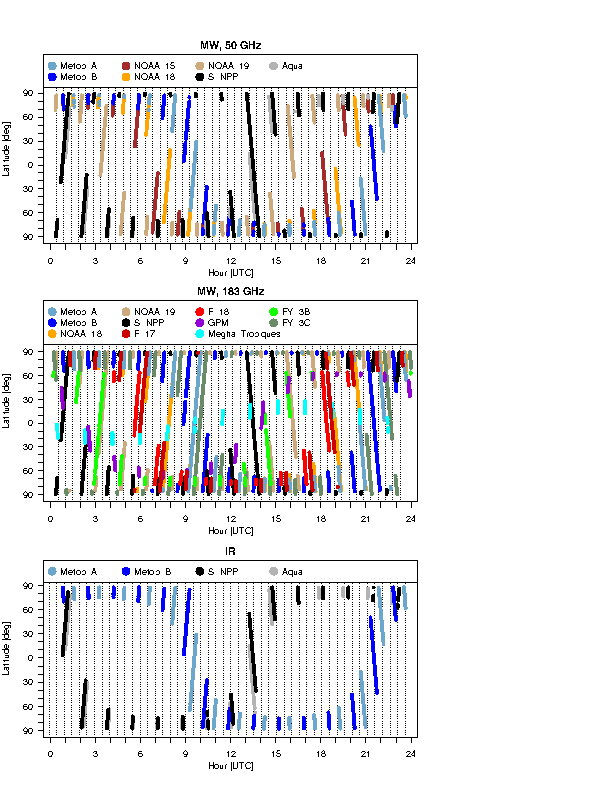 MW, 50 GHz
Metop A NOAA 15 NOAA 19 Aqua
Metop B NOAA 18 S NPP
90
60
30
0
30
60
90
Latitude [deg]
0 3 6 9 12 15 18 21 24
Hour [UTC]
MW, 183 GHz
Metop A NOAA 19 F 18 FY 3B
Metop B S NPP GPM FY 3C
NOAA 18 F 17 Megha Tropiques
90
60
30
0
30
60
90
Latitude [deg]
0 3 6 9 12 15 18 21 24
Hour [UTC]
IR
Metop A Metop B S NPP Aqua
90
60
30
0
30
60
90
Latitude [deg]
0 3 6 9 12 15 18 21 24
Hour [UTC]